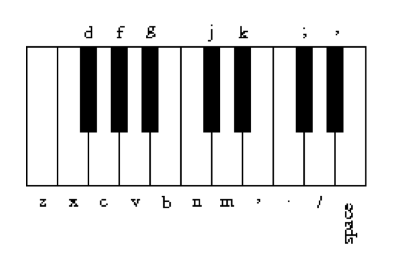 d f g j k ; '
z x c v b n m , . / space